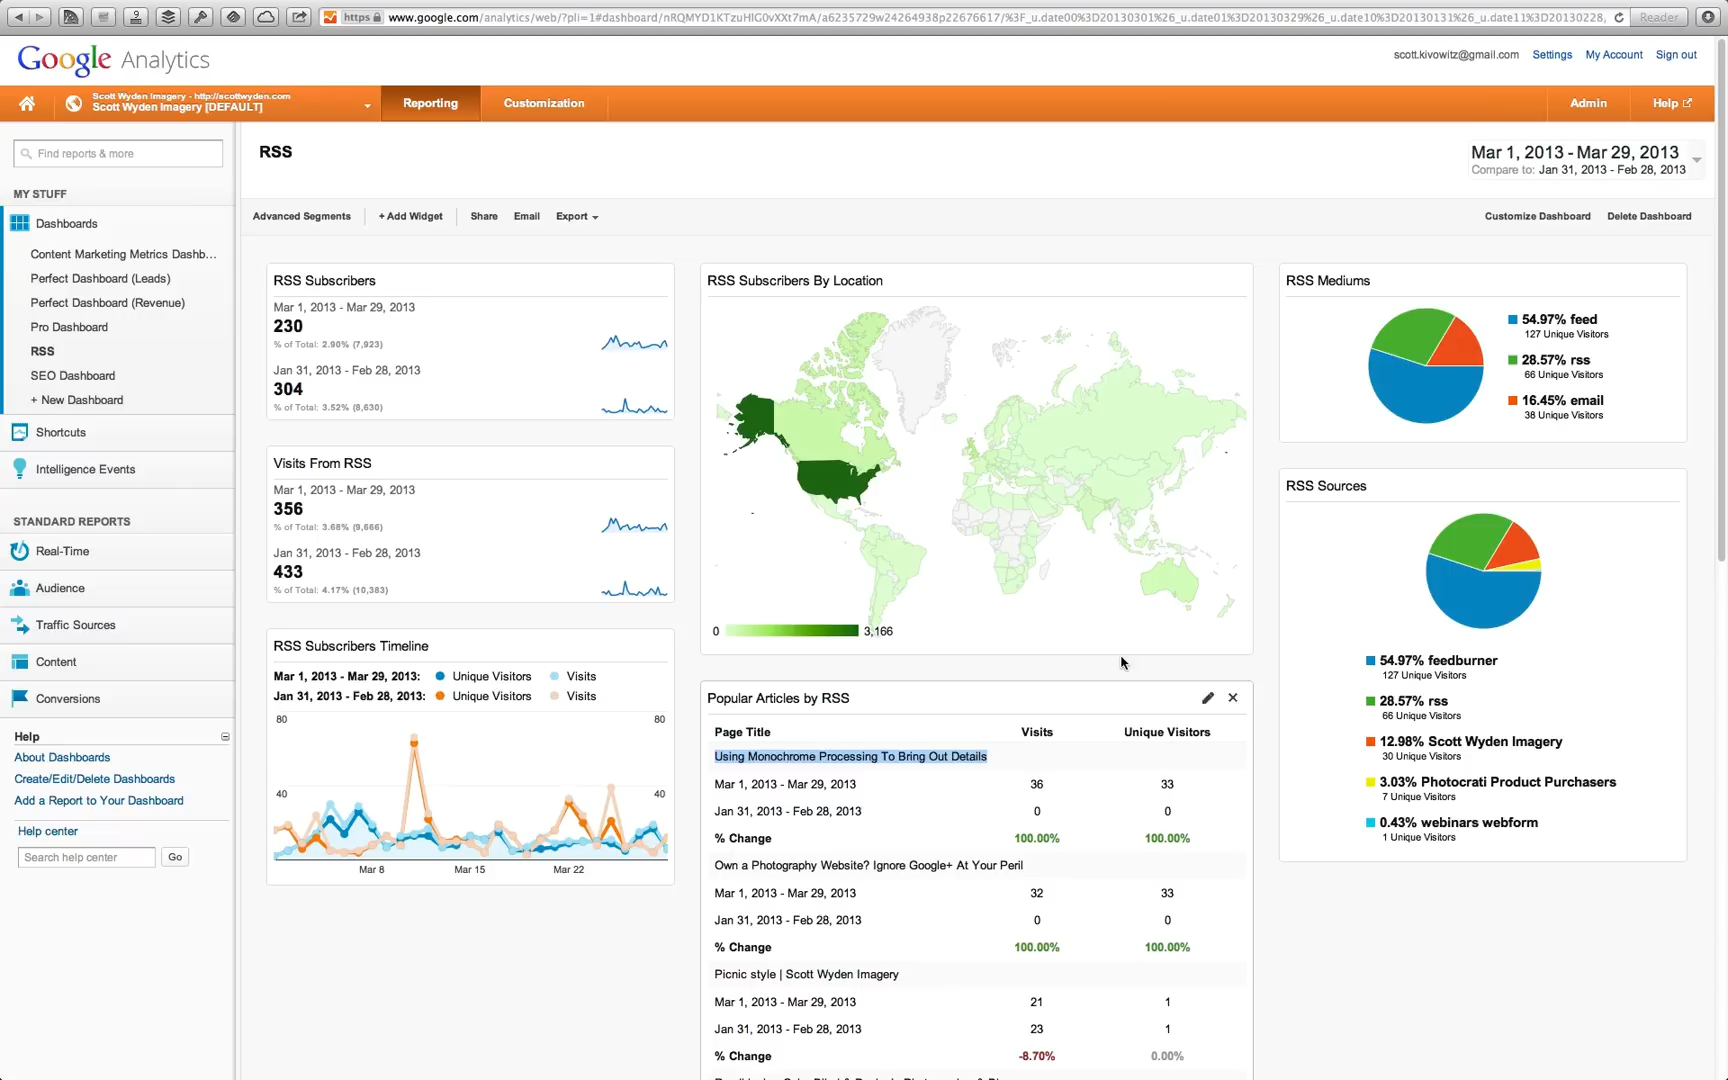 https www.google.com/analytics/web/?pli=1#dashboard/nRQMYD1KTzuHlG0vXXt7mA/a6235729w24264938p22676617/%3F_u.date00%3D20130301%26_u.date01%3D20130329%26_u.date10%3D20130131%26_u.date11%3D20130228,
Reader
Google Analytics
scott.kivowitz@gmail.com Settings My Account Sign out
Scott Wyden Imagery - http://scottwyden.com
Scott Wyden Imagery [DEFAULT]
Reporting
Customization
Admin
Help
Find reports & more
MY STUFF
Dashboards
Content Marketing Metrics Dashb...
Perfect Dashboard (Leads)
Perfect Dashboard (Revenue)
Pro Dashboard
RSS
SEO Dashboard
+ New Dashboard
Shortcuts
Intelligence Events
STANDARD REPORTS
Real-Time
Audience
Traffic Sources
Content
Conversions
Help
About Dashboards
Create/Edit/Delete Dashboards
Add a Report to Your Dashboard
Help center
Search help center Go
RSS
Mar 1, 2013 - Mar 29, 2013
Compare to: Jan 31, 2013 - Feb 28, 2013
Advanced Segments + Add Widget Share Email Export
Customize Dashboard Delete Dashboard
RSS Subscribers
Mar 1, 2013 - Mar 29, 2013
230
% of Total: 2.90% (7,923)
Jan 31, 2013 - Feb 28, 2013
304
% of Total: 3.52% (8,630)
Visits From RSS
Mar 1, 2013 - Mar 29, 2013
356
% of Total: 3.68% (9,666)
Jan 31, 2013 - Feb 28, 2013
433
% of Total: 4.17% (10,383)
RSS Subscribers Timeline
Mar 1, 2013 - Mar 29, 2013: Unique Visitors Visits
Jan 31, 2013 - Feb 28, 2013: Unique Visitors Visits
80 80
40 40
Mar 8 Mar 15 Mar 22
RSS Subscribers By Location
0 3,166
Popular Articles by RSS
Page Title Visits Unique Visitors
Using Monochrome Processing To Bring Out Details
Mar 1, 2013 - Mar 29, 2013 36 33
Jan 31, 2013 - Feb 28, 2013 0 0
% Change 100.00% 100.00%
Own a Photography Website? Ignore Google+ At Your Peril
Mar 1, 2013 - Mar 29, 2013 32 33
Jan 31, 2013 - Feb 28, 2013 0 0
% Change 100.00% 100.00%
Picnic style | Scott Wyden Imagery
Mar 1, 2013 - Mar 29, 2013 21 1
Jan 31, 2013 - Feb 28, 2013 23 1
% Change -8.70% 0.00%
RSS Mediums
54.97% feed
127 Unique Visitors
28.57% rss
66 Unique Visitors
16.45% email
38 Unique Visitors
RSS Sources
54.97% feedburner
127 Unique Visitors
28.57% rss
66 Unique Visitors
12.98% Scott Wyden Imagery
30 Unique Visitors
3.03% Photocrati Product Purchasers
7 Unique Visitors
0.43% webinars webform
1 Unique Visitors